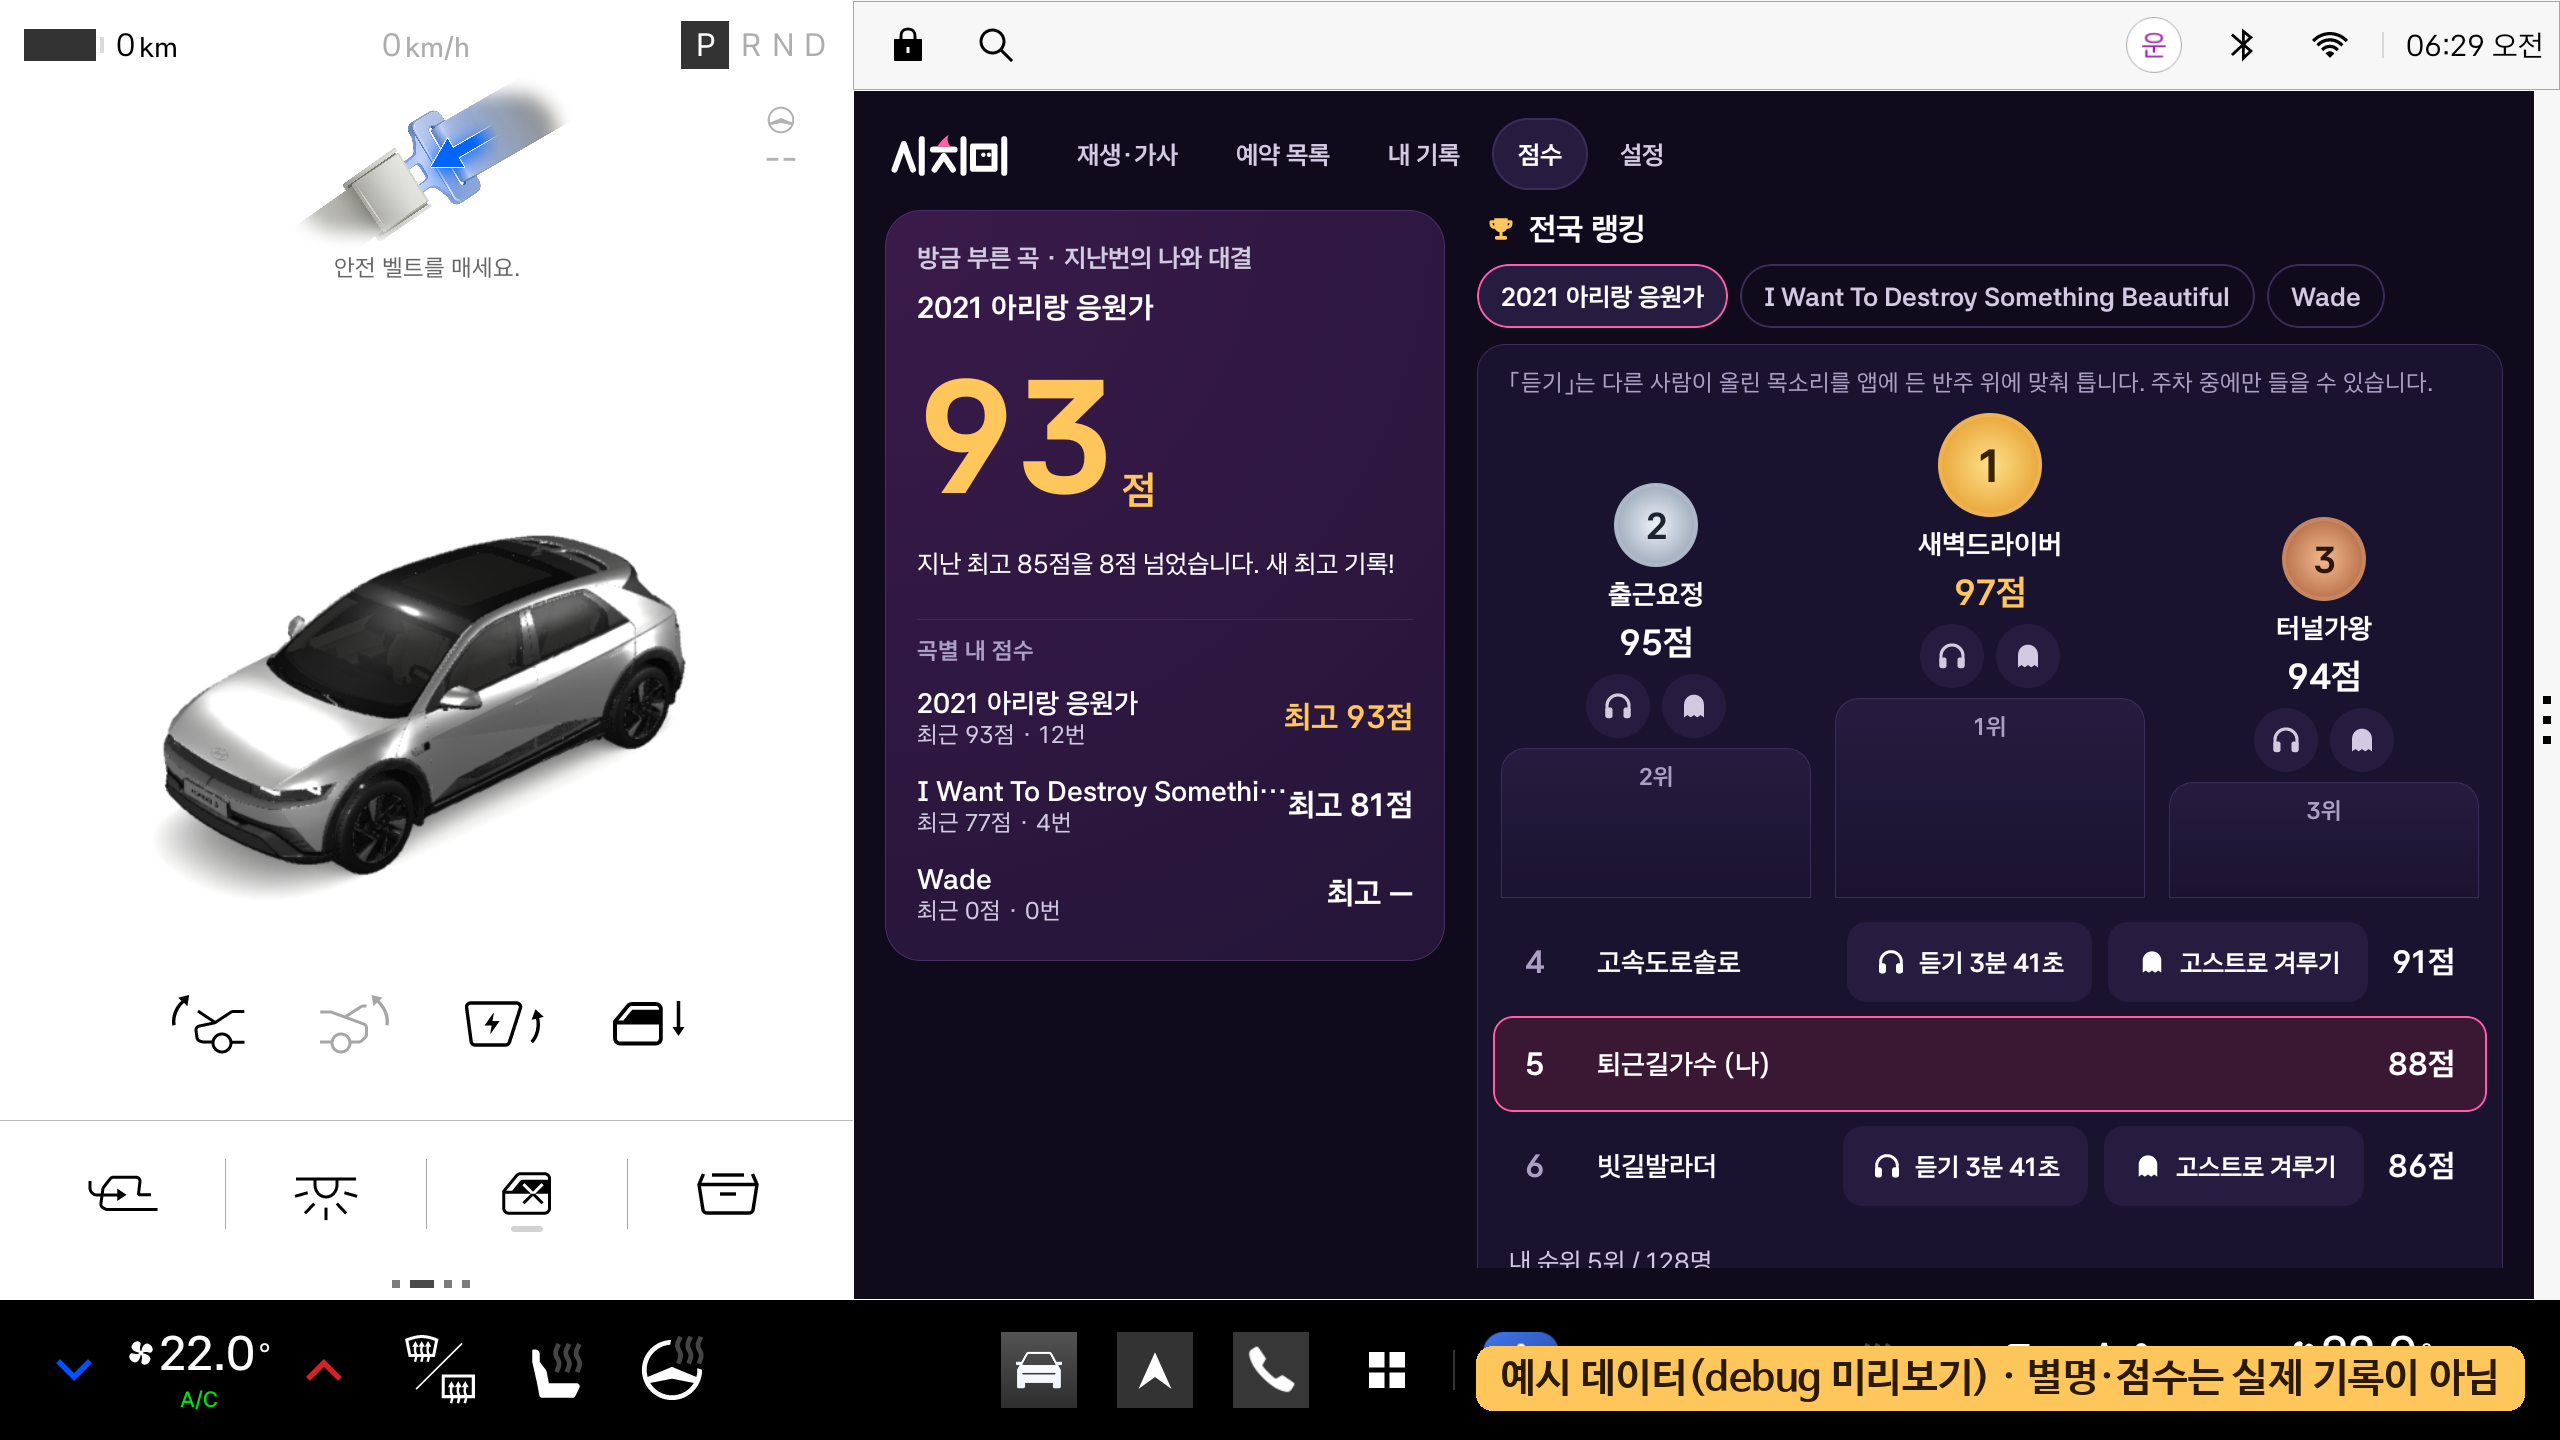 0 km
0 km/h
P R N D
안전 벨트를 매세요.
운
06:29 오전
시치미
재생·가사
예약 목록
내 기록
점수
설정
방금 부른 곡 · 지난번의 나와 대결
2021 아리랑 응원가
93 점
지난 최고 85점을 8점 넘었습니다. 새 최고 기록!
곡별 내 점수
2021 아리랑 응원가
최근 93점 · 12번
최고 93점
I Want To Destroy Somethi…
최근 77점 · 4번
최고 81점
Wade
최근 0점 · 0번
최고 —
전국 랭킹
2021 아리랑 응원가
I Want To Destroy Something Beautiful
Wade
「듣기」는 다른 사람이 올린 목소리를 앱에 든 반주 위에 맞춰 틉니다. 주차 중에만 들을 수 있습니다.
2
출근요정
95점
2위
1
새벽드라이버
97점
1위
3
터널가왕
94점
3위
4 고속도로솔로 듣기 3분 41초 고스트로 겨루기 91점
5 퇴근길가수 (나) 88점
6 빗길발라더 듣기 3분 41초 고스트로 겨루기 86점
내 순위 5위 / 128명
22.0°
A/C
예시 데이터(debug 미리보기) · 별명·점수는 실제 기록이 아님